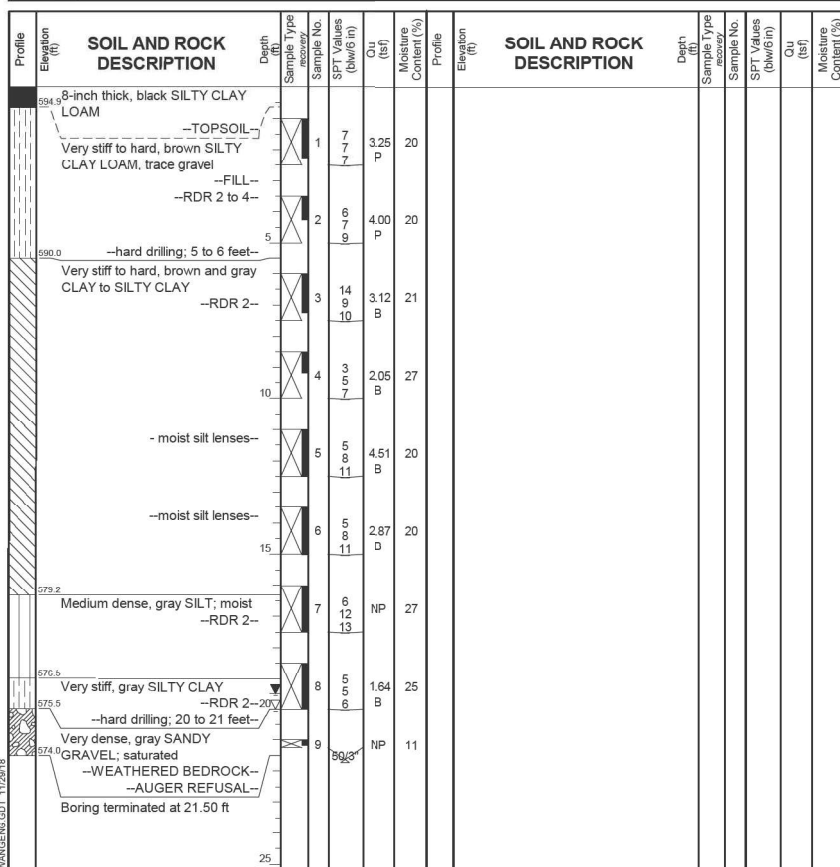 Profile
Elevation (ft)
SOIL AND ROCK DESCRIPTION
Depth (ft)
Sample Type recovery
Sample No.
SPT Values (blw/6 in)
Qu (tsf)
Moisture Content (%)
Profile
Elevation (ft)
SOIL AND ROCK DESCRIPTION
Depth (ft)
Sample Type recovery
Sample No.
SPT Values (blw/6 in)
Qu (tsf)
Moisture Content (%)
594.9 8-inch thick, black SILTY CLAY
LOAM
--TOPSOIL--
Very stiff to hard, brown SILTY
CLAY LOAM, trace gravel
--FILL--
--RDR 2 to 4--
1 7 7 7 3.25 P 20
2 6 7 9 4.00 P 20
5
590.0 --hard drilling; 5 to 6 feet--
Very stiff to hard, brown and gray
CLAY to SILTY CLAY
--RDR 2--
3 14 9 10 3.12 B 21
4 3 5 7 2.05 B 27
10
- moist silt lenses--
5 5 8 11 4.51 B 20
--moist silt lenses--
6 5 8 11 2.87 B 20
15
579.2
Medium dense, gray SILT; moist
--RDR 2--
7 6 12 13 NP 27
576.5
Very stiff, gray SILTY CLAY
--RDR 2-- 20
8 5 5 6 1.64 B 25
575.5
--hard drilling; 20 to 21 feet--
Very dense, gray SANDY
574.0 GRAVEL; saturated
9 50/3" NP 11
--WEATHERED BEDROCK--
--AUGER REFUSAL--
Boring terminated at 21.50 ft
25
WANGENG.GDT 11/29/18